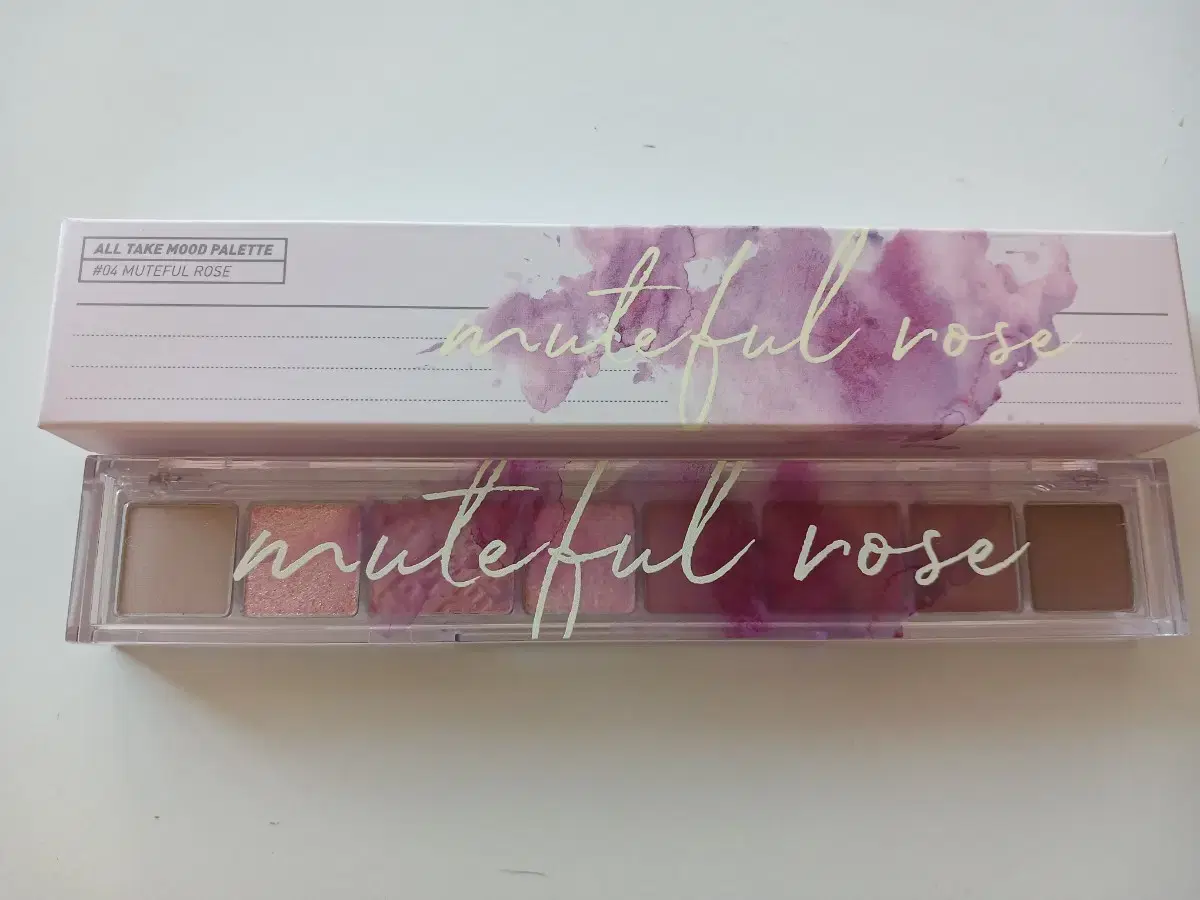 ALL TAKE MOOD PALETTE
#04 MUTEFUL ROSE
muteful rose
muteful rose